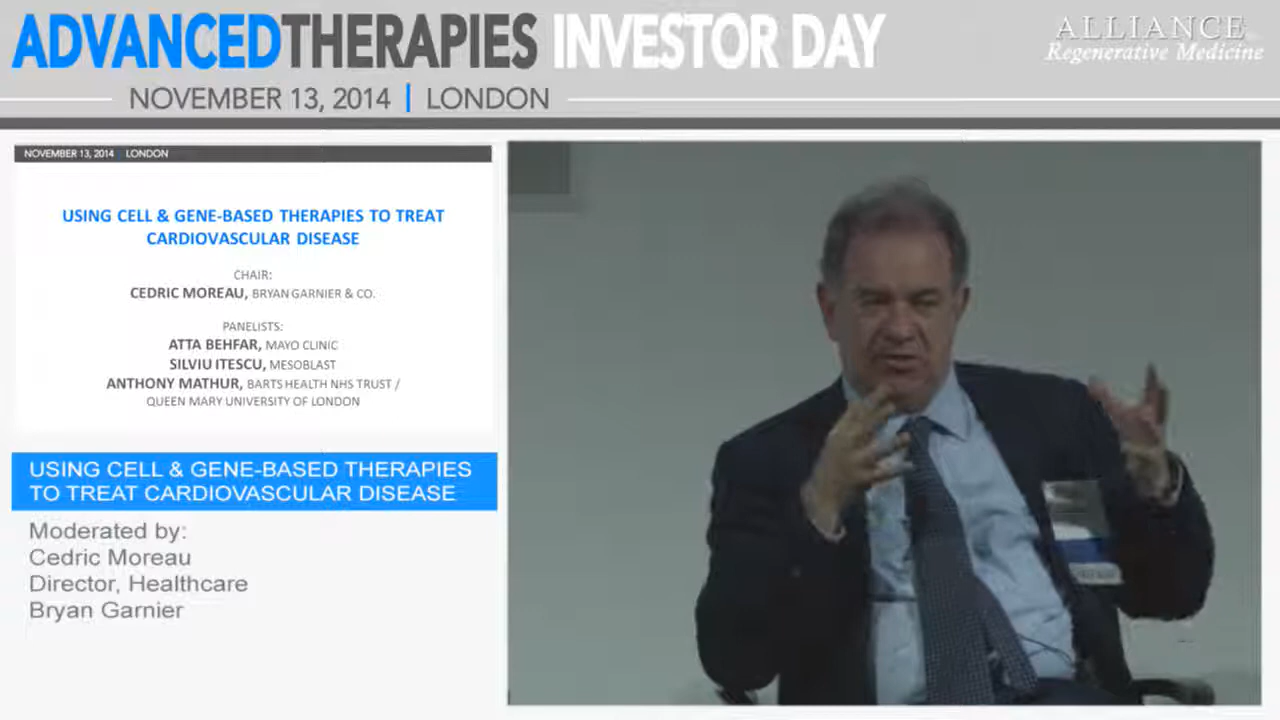 ADVANCEDTHERAPIES INVESTOR DAY
NOVEMBER 13, 2014 | LONDON
ALLIANCE
Regenerative Medicine
NOVEMBER 13, 2014 | LONDON
USING CELL & GENE-BASED THERAPIES TO TREAT
CARDIOVASCULAR DISEASE
CHAIR:
CEDRIC MOREAU, BRYAN GARNIER & CO.
PANELISTS:
ATTA BEHFAR, MAYO CLINIC
SILVIU ITESCU, MESOBLAST
ANTHONY MATHUR, BARTS HEALTH NHS TRUST /
QUEEN MARY UNIVERSITY OF LONDON
USING CELL & GENE-BASED THERAPIES
TO TREAT CARDIOVASCULAR DISEASE
Moderated by:
Cedric Moreau
Director, Healthcare
Bryan Garnier